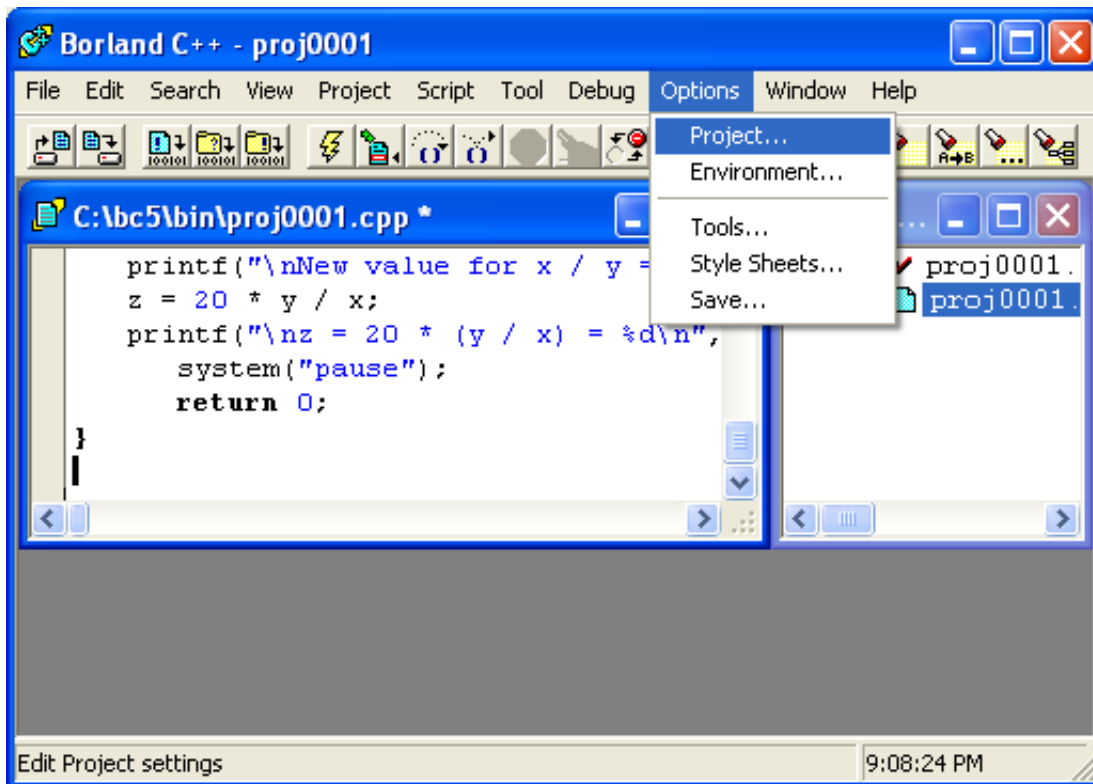 Borland C++ - proj0001
File Edit Search View Project Script Tool Debug Options Window Help
Project...
Environment...
Tools...
Style Sheets...
Save...
C:\bc5\bin\proj0001.cpp *
...
printf("\nNew value for x / y =
z = 20 * y / x;
printf("\nz = 20 * (y / x) = %d\n",
system("pause");
return 0;
}
proj0001.
proj0001.
Edit Project settings
9:08:24 PM